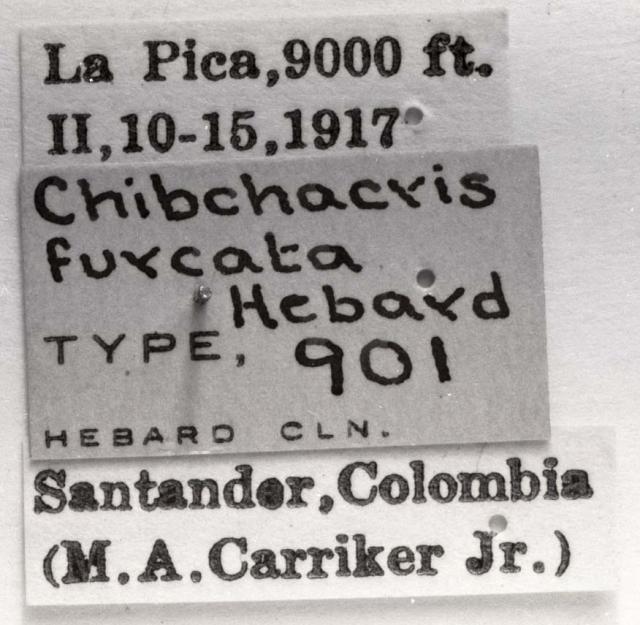 La Pica, 9000 ft.
II, 10-15, 1917
Chibchacris
furcata
Hebard
TYPE, 901
HEBARD CLN.
Santander, Colombia
(M.A. Carriker Jr.)